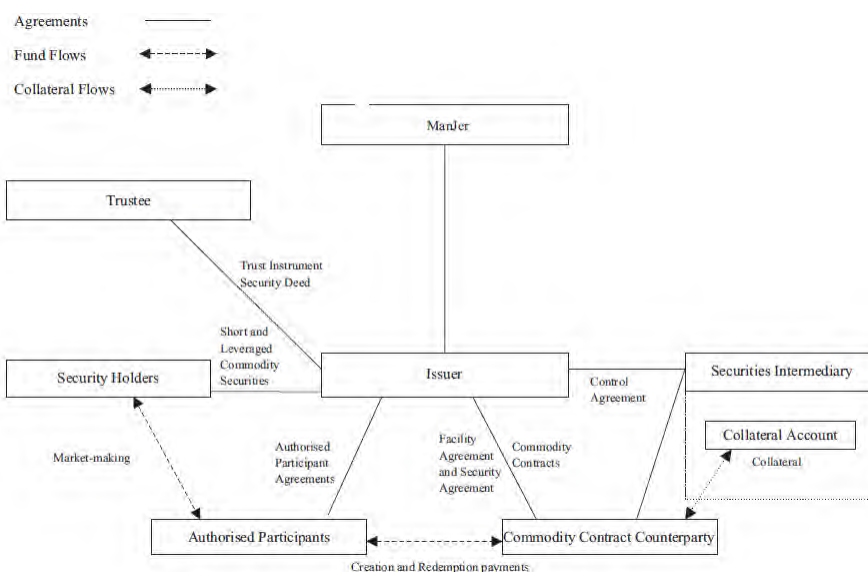 Agreements
Fund Flows
Collateral Flows
ManJer
Trustee
Trust Instrument
Security Deed
Short and
Leveraged
Commodity
Securities
Security Holders
Issuer
Control
Agreement
Securities Intermediary
Collateral Account
Collateral
Market-making
Authorised
Participant
Agreements
Facility
Agreement
and Security
Agreement
Commodity
Contracts
Authorised Participants
Commodity Contract Counterparty
Creation and Redemption payments